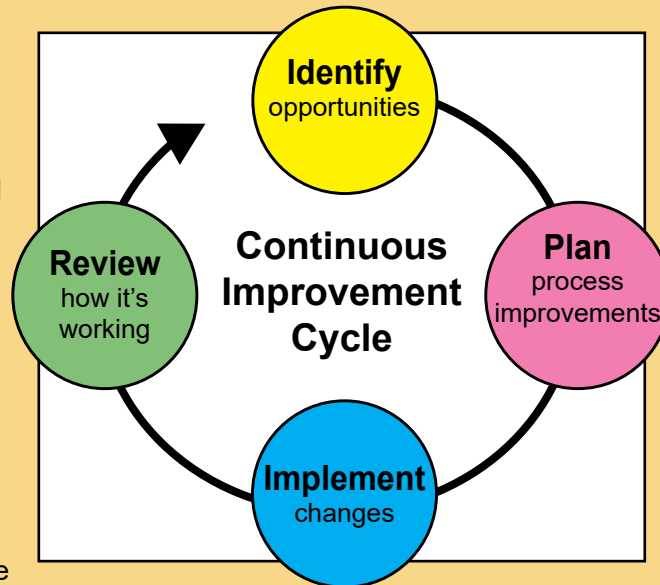 Identify
opportunities
Plan
process
improvements
Implement
changes
Review
how it's
working
Continuous
Improvement
Cycle
e